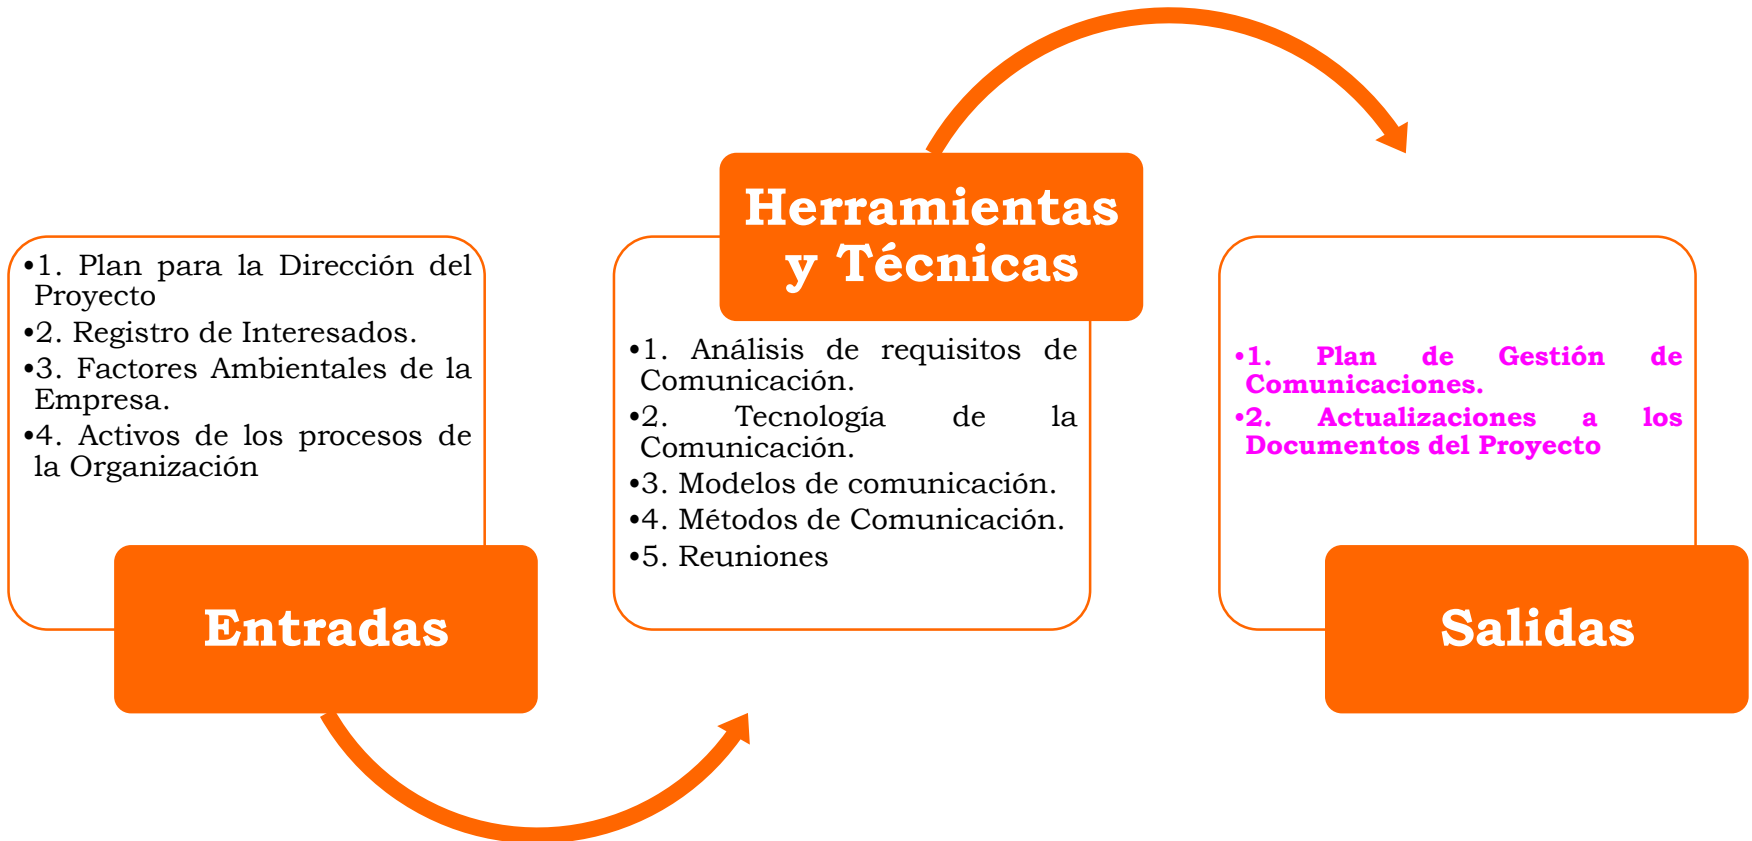 •1. Plan para la Dirección del
Proyecto
•2. Registro de Interesados.
•3. Factores Ambientales de la
Empresa.
•4. Activos de los procesos de
la Organización
Entradas
Herramientas
y Técnicas
•1. Análisis de requisitos de
Comunicación.
•2. Tecnología de la
Comunicación.
•3. Modelos de comunicación.
•4. Métodos de Comunicación.
•5. Reuniones
•1. Plan de Gestión de
Comunicaciones.
•2. Actualizaciones a los
Documentos del Proyecto
Salidas